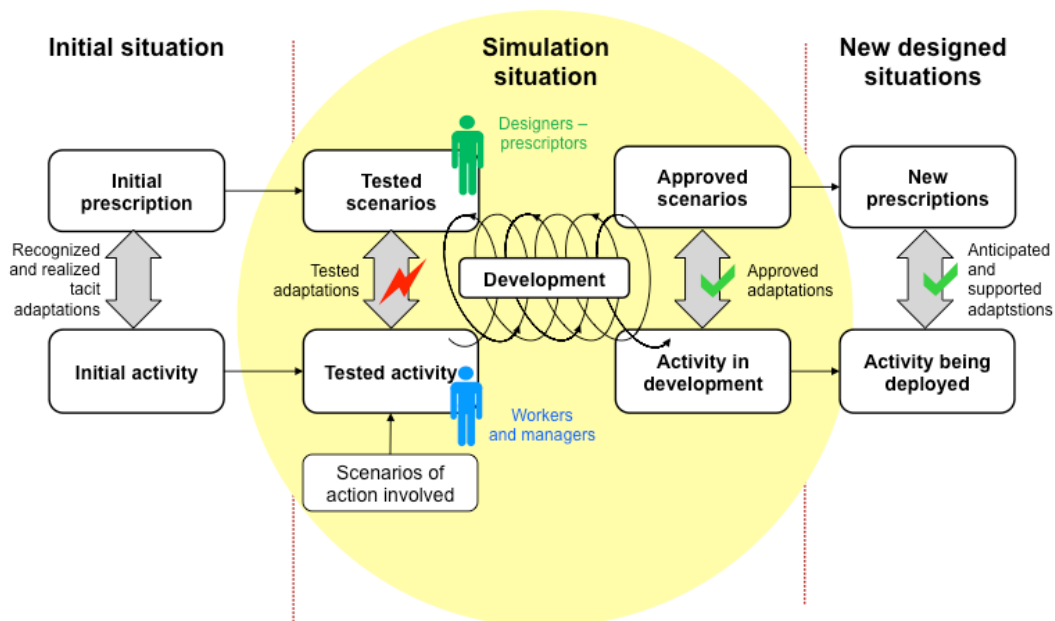 Initial situation
Simulation
situation
New designed
situations
Designers –
prescriptors
Initial
prescription
Tested
scenarios
Approved
scenarios
New
prescriptions
Recognized
and realized
tacit
adaptations
Tested
adaptations
Development
Approved
adaptations
Anticipated
and
supported
adaptstions
Initial activity
Tested activity
Activity in
development
Activity being
deployed
Workers
and managers
Scenarios of
action involved